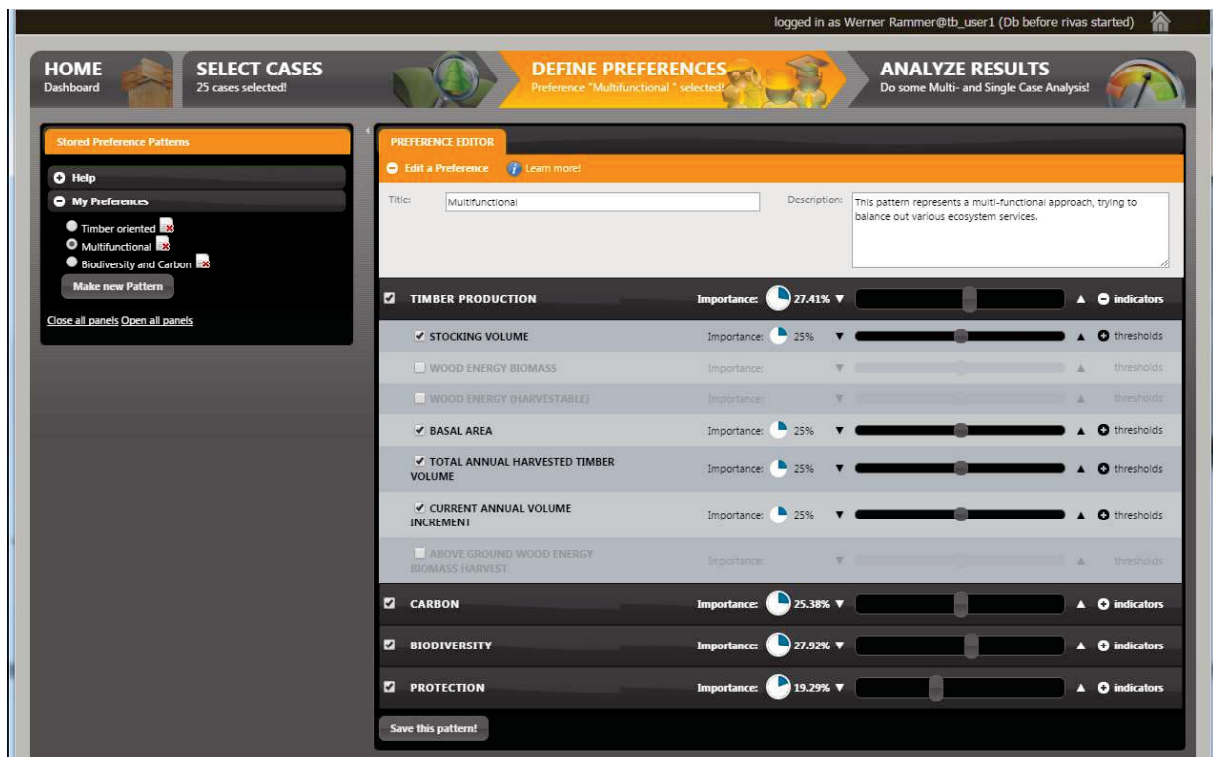 logged in as Werner Rammer@tb_user1 (Db before rivas started)
HOME
Dashboard
SELECT CASES
25 cases selected!
DEFINE PREFERENCES
Preference "Multifunctional " selected!
ANALYZE RESULTS
Do some Multi- and Single Case Analysis!
Stored Preference Patterns
Help
My Preferences
Timber oriented
Multifunctional
Biodiversity and Carbon
Make new Pattern
Close all panels Open all panels
PREFERENCE EDITOR
Edit a Preference Learn more!
Title: Multifunctional
Description: This pattern represents a multi-functional approach, trying to
balance out various ecosystem services.
TIMBER PRODUCTION Importance: 27.41% indicators
STOCKING VOLUME Importance: 25% thresholds
WOOD ENERGY BIOMASS Importance: thresholds
WOOD ENERGY (HARVESTABLE) Importance: thresholds
BASAL AREA Importance: 25% thresholds
TOTAL ANNUAL HARVESTED TIMBER
VOLUME Importance: 25% thresholds
CURRENT ANNUAL VOLUME
INCREMENT Importance: 25% thresholds
ABOVE GROUND WOOD ENERGY
BIOMASS HARVEST Importance: thresholds
CARBON Importance: 25.38% indicators
BIODIVERSITY Importance: 27.92% indicators
PROTECTION Importance: 19.29% indicators
Save this pattern!